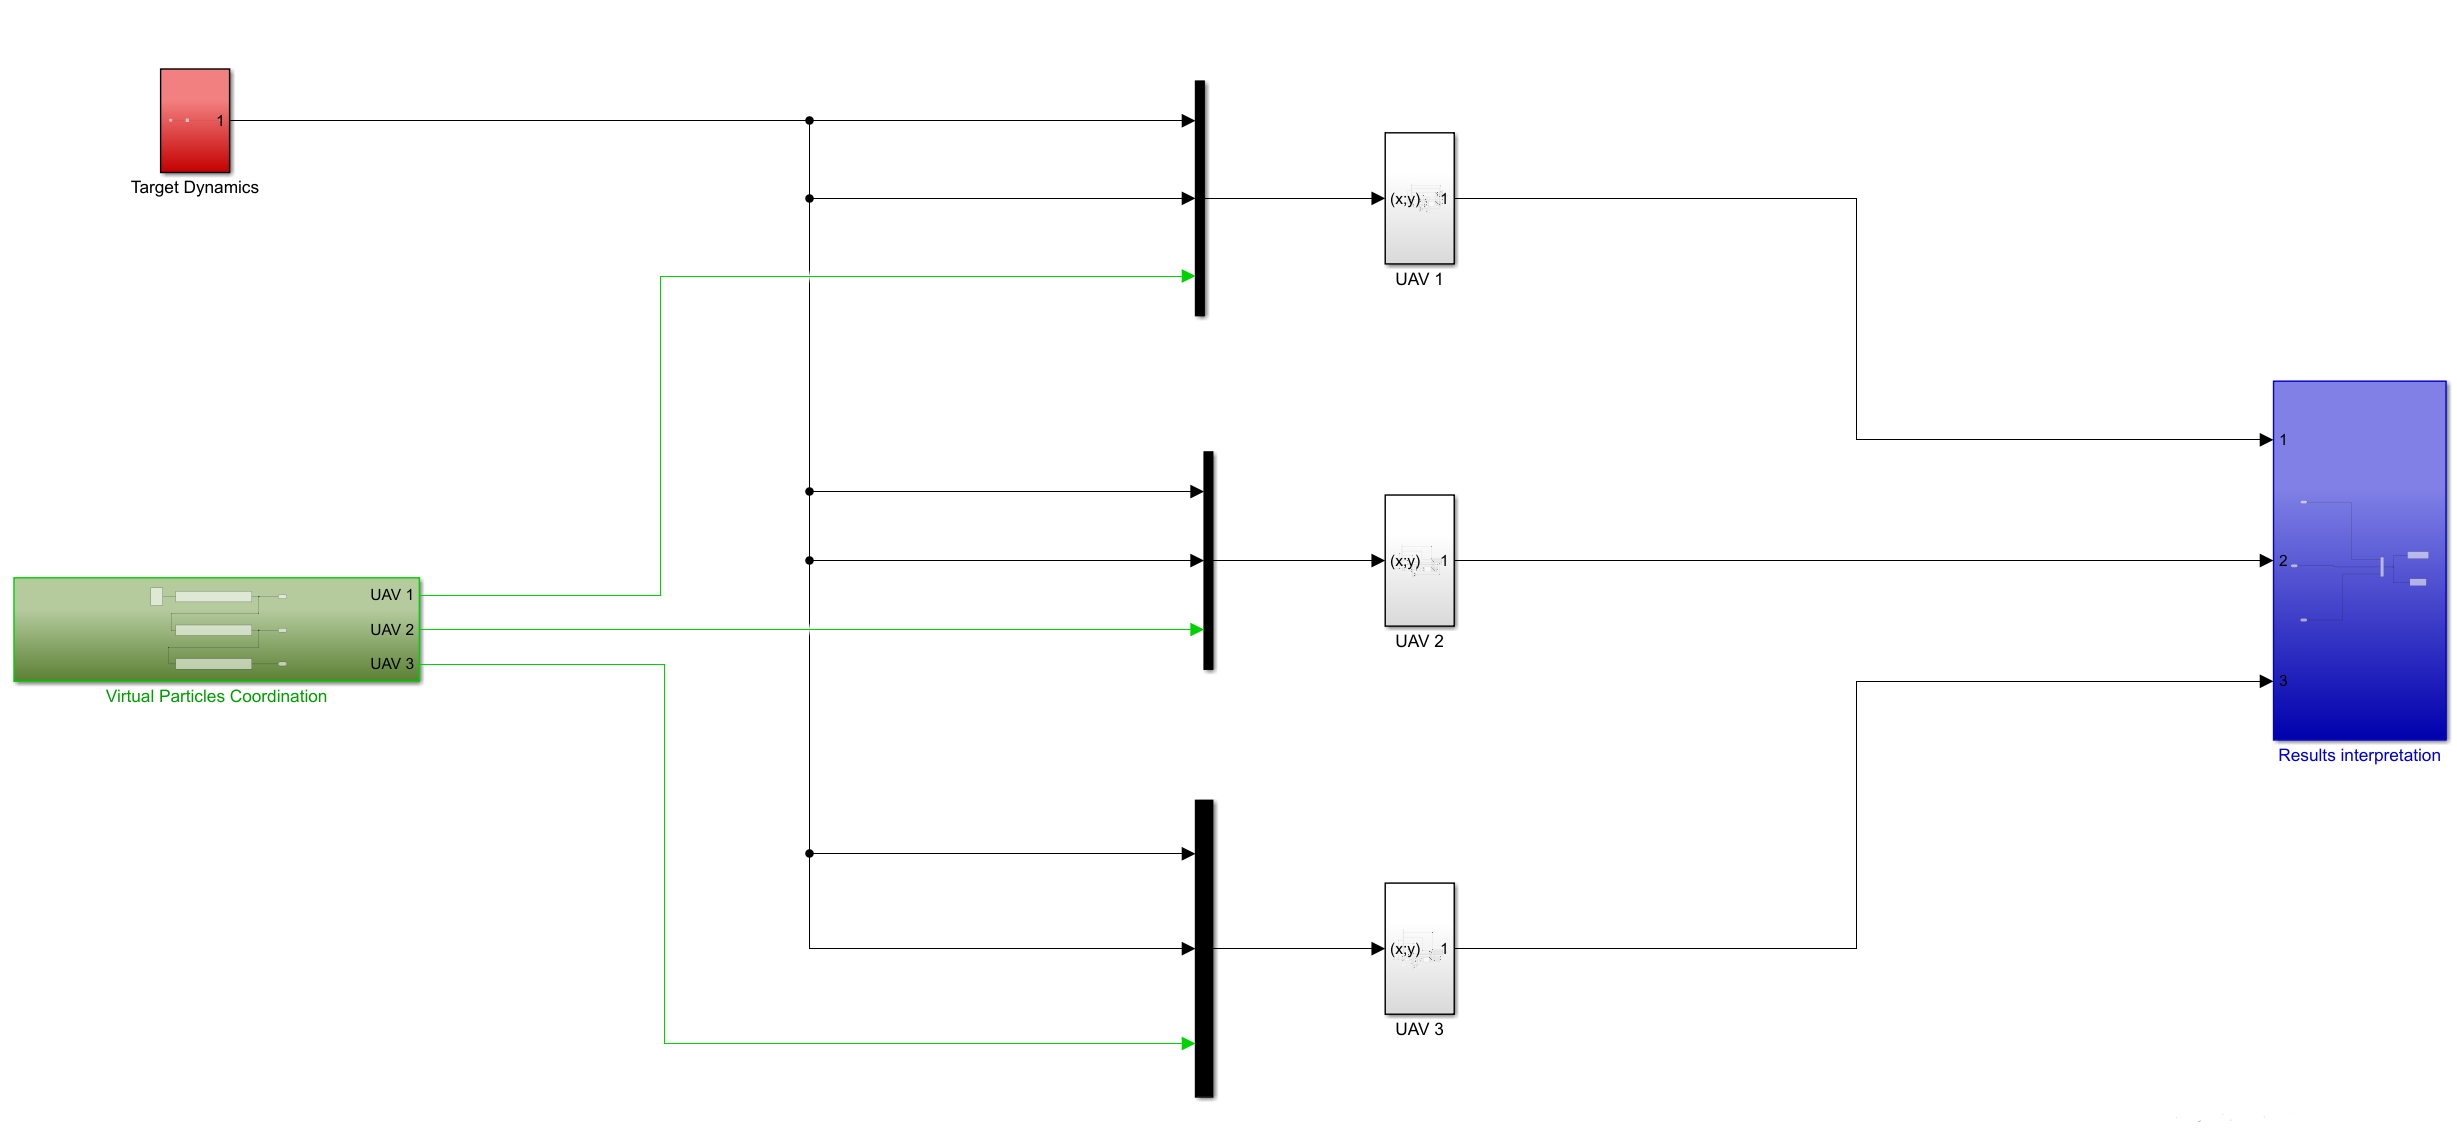 1
Target Dynamics
(x;y) 1
UAV 1
1
UAV 1
UAV 2
UAV 3
Virtual Particles Coordination
(x;y) 1
UAV 2
2
3
Results interpretation
(x;y) 1
UAV 3